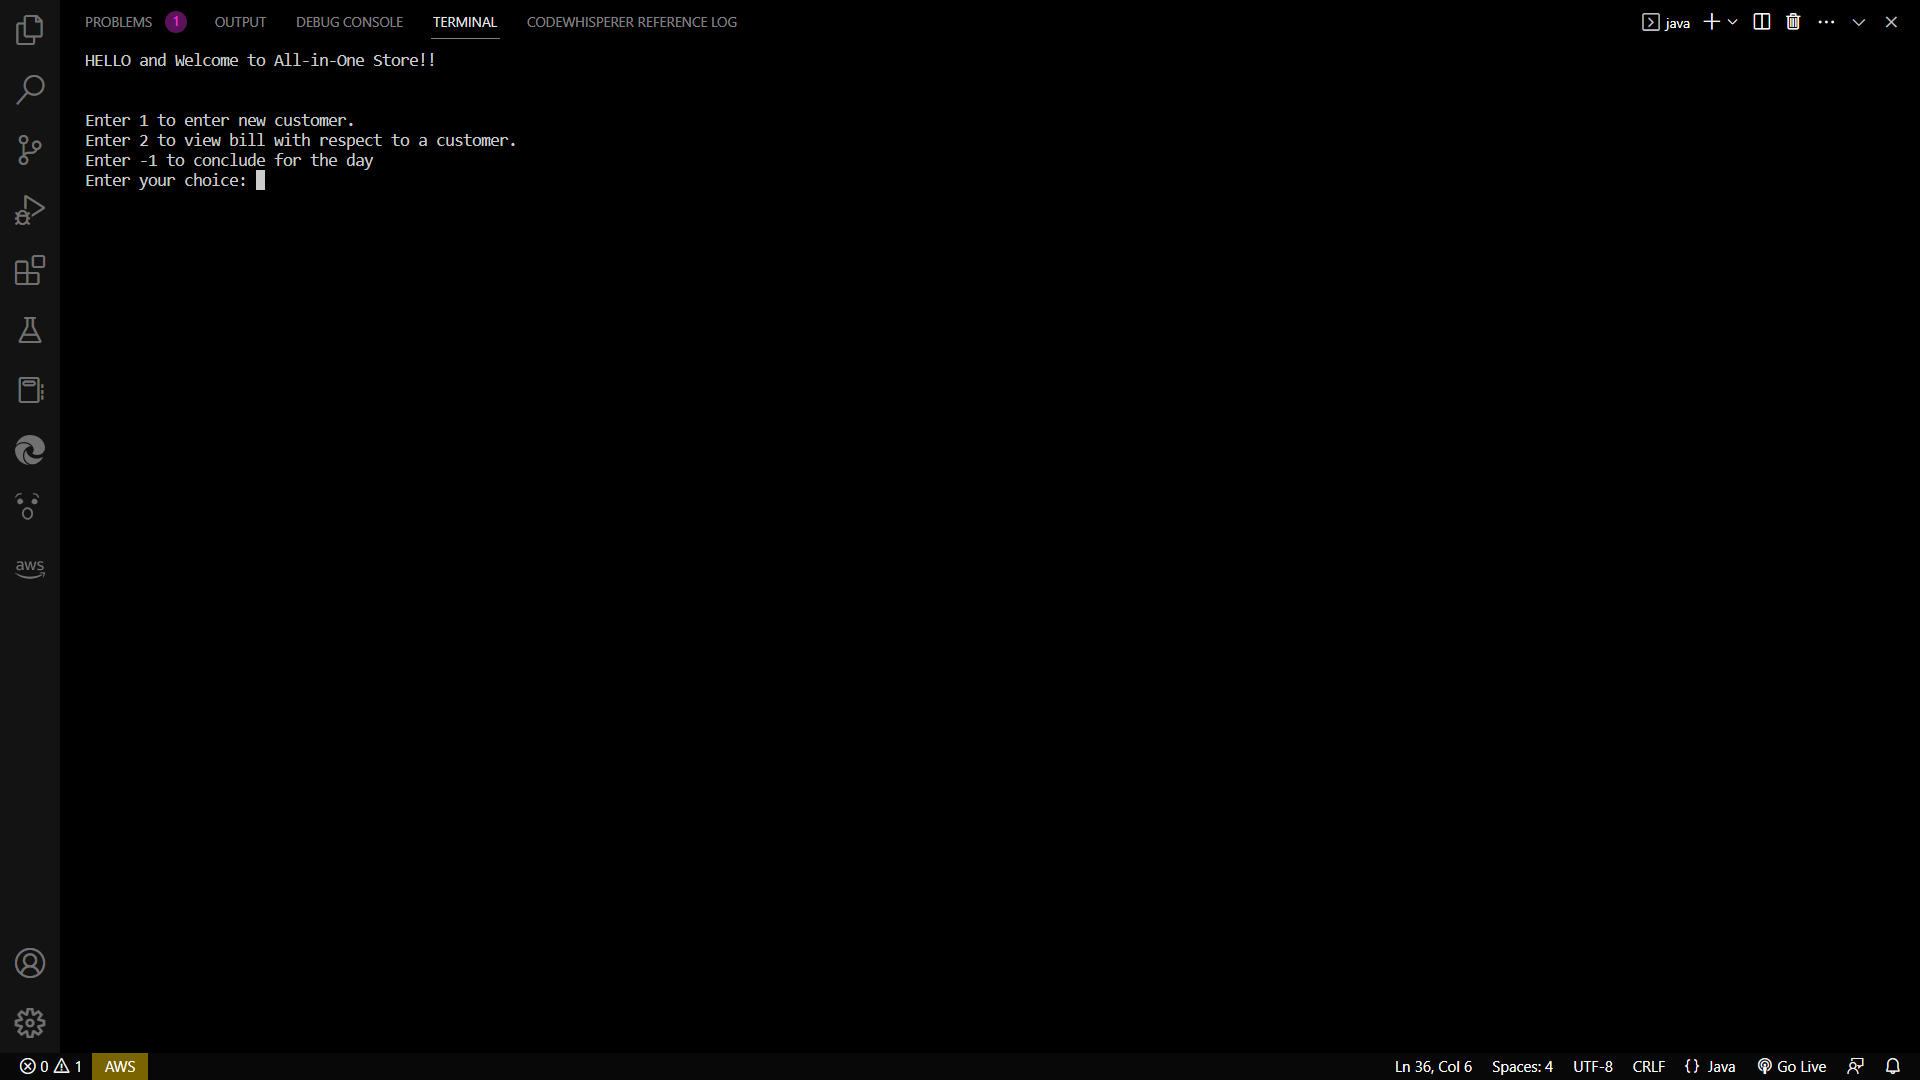 PROBLEMS 1 OUTPUT DEBUG CONSOLE TERMINAL CODEWHISPERER REFERENCE LOG java
HELLO and Welcome to All-in-One Store!!
Enter 1 to enter new customer.
Enter 2 to view bill with respect to a customer.
Enter -1 to conclude for the day
Enter your choice:
aws
0 1 AWS Ln 36, Col 6 Spaces: 4 UTF-8 CRLF {} Java Go Live